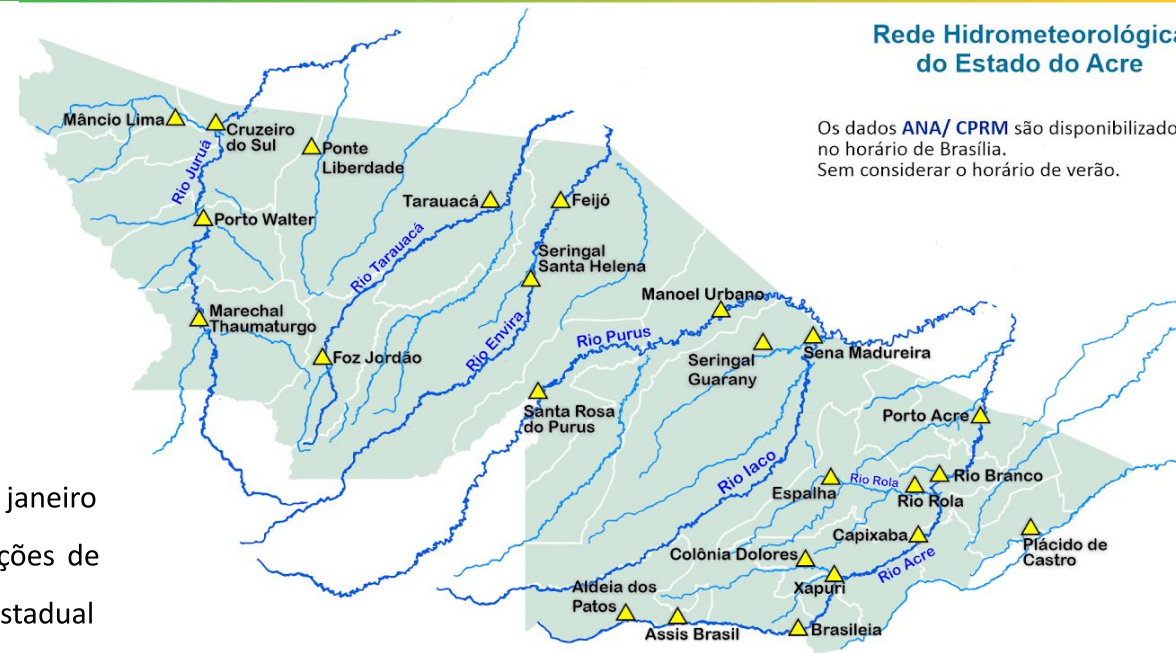 Rede Hidrometeorológica
do Estado do Acre
Os dados ANA/ CPRM são disponibilizado
no horário de Brasília.
Sem considerar o horário de verão.
Mâncio Lima
Cruzeiro
do Sul
Ponte
Liberdade
Rio Juruá
Tarauacá
Feijó
Porto Walter
Rio Tarauacá
Seringal
Santa Helena
Manoel Urbano
Marechal
Thaumaturgo
Rio Envira
Rio Purus
Foz Jordão
Seringal
Guarany
Sena Madureira
Santa Rosa
do Purus
Porto Acre
Rio Iaco
Espalha
Rio Rola
Rio Branco
Rio Rola
Capixaba
Plácido de
Castro
Colônia Dolores
Rio Acre
Xapuri
Aldeia dos
Patos
Assis Brasil
Brasileia
janeiro
ções de
stadual